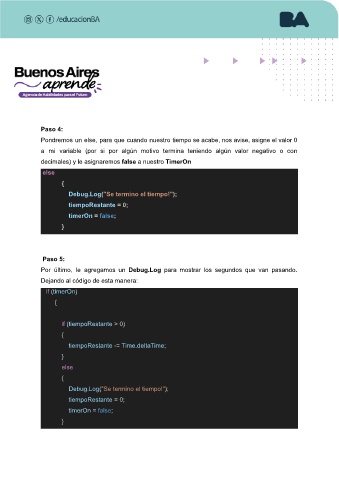 /educacionBA
BA
Buenos Aires
aprende
Agencia de Habilidades para el Futuro
Paso 4:
Pondremos un else, para que cuando nuestro tiempo se acabe, nos avise, asigne el valor 0
a mi variable (por si por algún motivo termina teniendo algún valor negativo o con
decimales) y le asignaremos false a nuestro TimerOn
else
{
Debug.Log("Se termino el tiempo!");
tiempoRestante = 0;
timerOn = false;
}
Paso 5:
Por último, le agregamos un Debug.Log para mostrar los segundos que van pasando.
Dejando al código de esta manera:
if (timerOn)
{
if (tiempoRestante > 0)
{
tiempoRestante -= Time.deltaTime;
}
else
{
Debug.Log("Se termino el tiempo!");
tiempoRestante = 0;
timerOn = false;
}